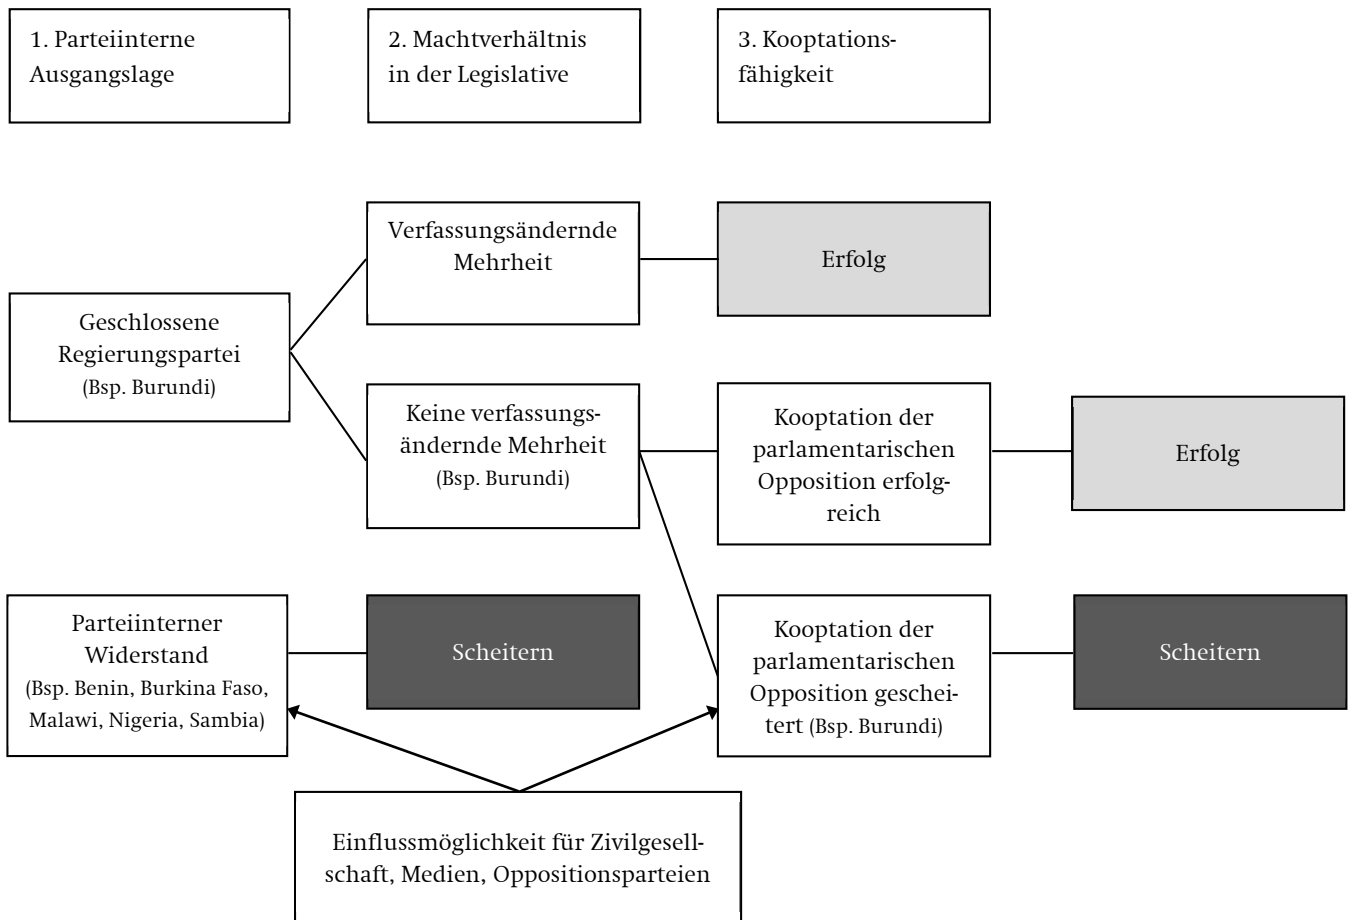 1. Parteiinterne
Ausgangslage
2. Machtverhältnis
in der Legislative
3. Kooptations-
fähigkeit
Verfassungsändernde
Mehrheit
Erfolg
Geschlossene
Regierungspartei
(Bsp. Burundi)
Keine verfassungs-
ändernde Mehrheit
(Bsp. Burundi)
Kooptation der
parlamentarischen
Opposition erfolg-
reich
Erfolg
Parteiinterner
Widerstand
(Bsp. Benin, Burkina Faso,
Malawi, Nigeria, Sambia)
Scheitern
Kooptation der
parlamentarischen
Opposition geschei-
tert (Bsp. Burundi)
Scheitern
Einflussmöglichkeit für Zivilgesell-
schaft, Medien, Oppositionsparteien